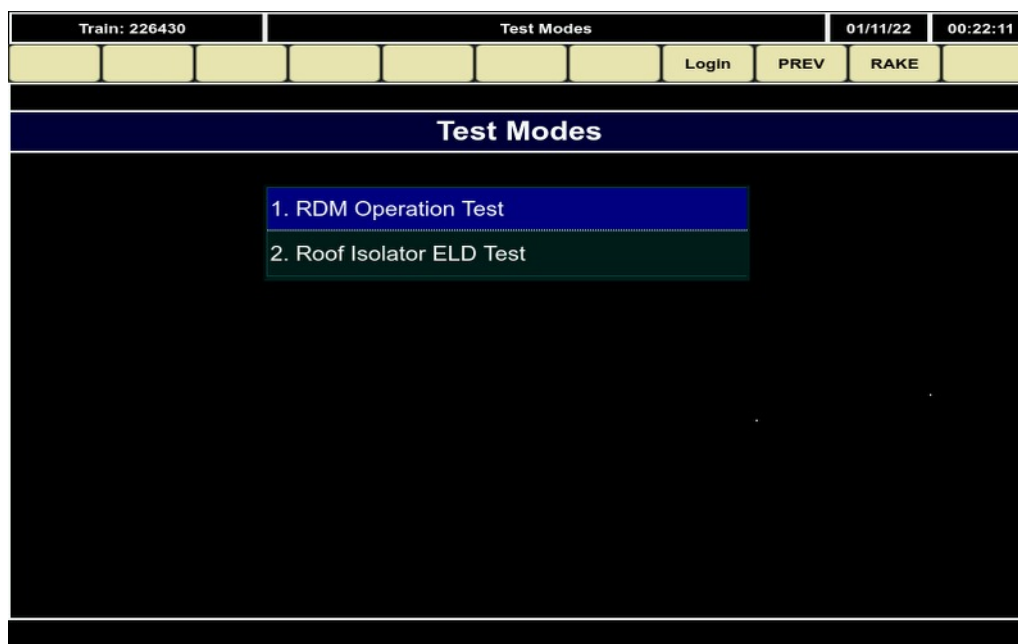 Train: 226430 Test Modes 01/11/22 00:22:11
Login PREV RAKE
Test Modes
1. RDM Operation Test
2. Roof Isolator ELD Test